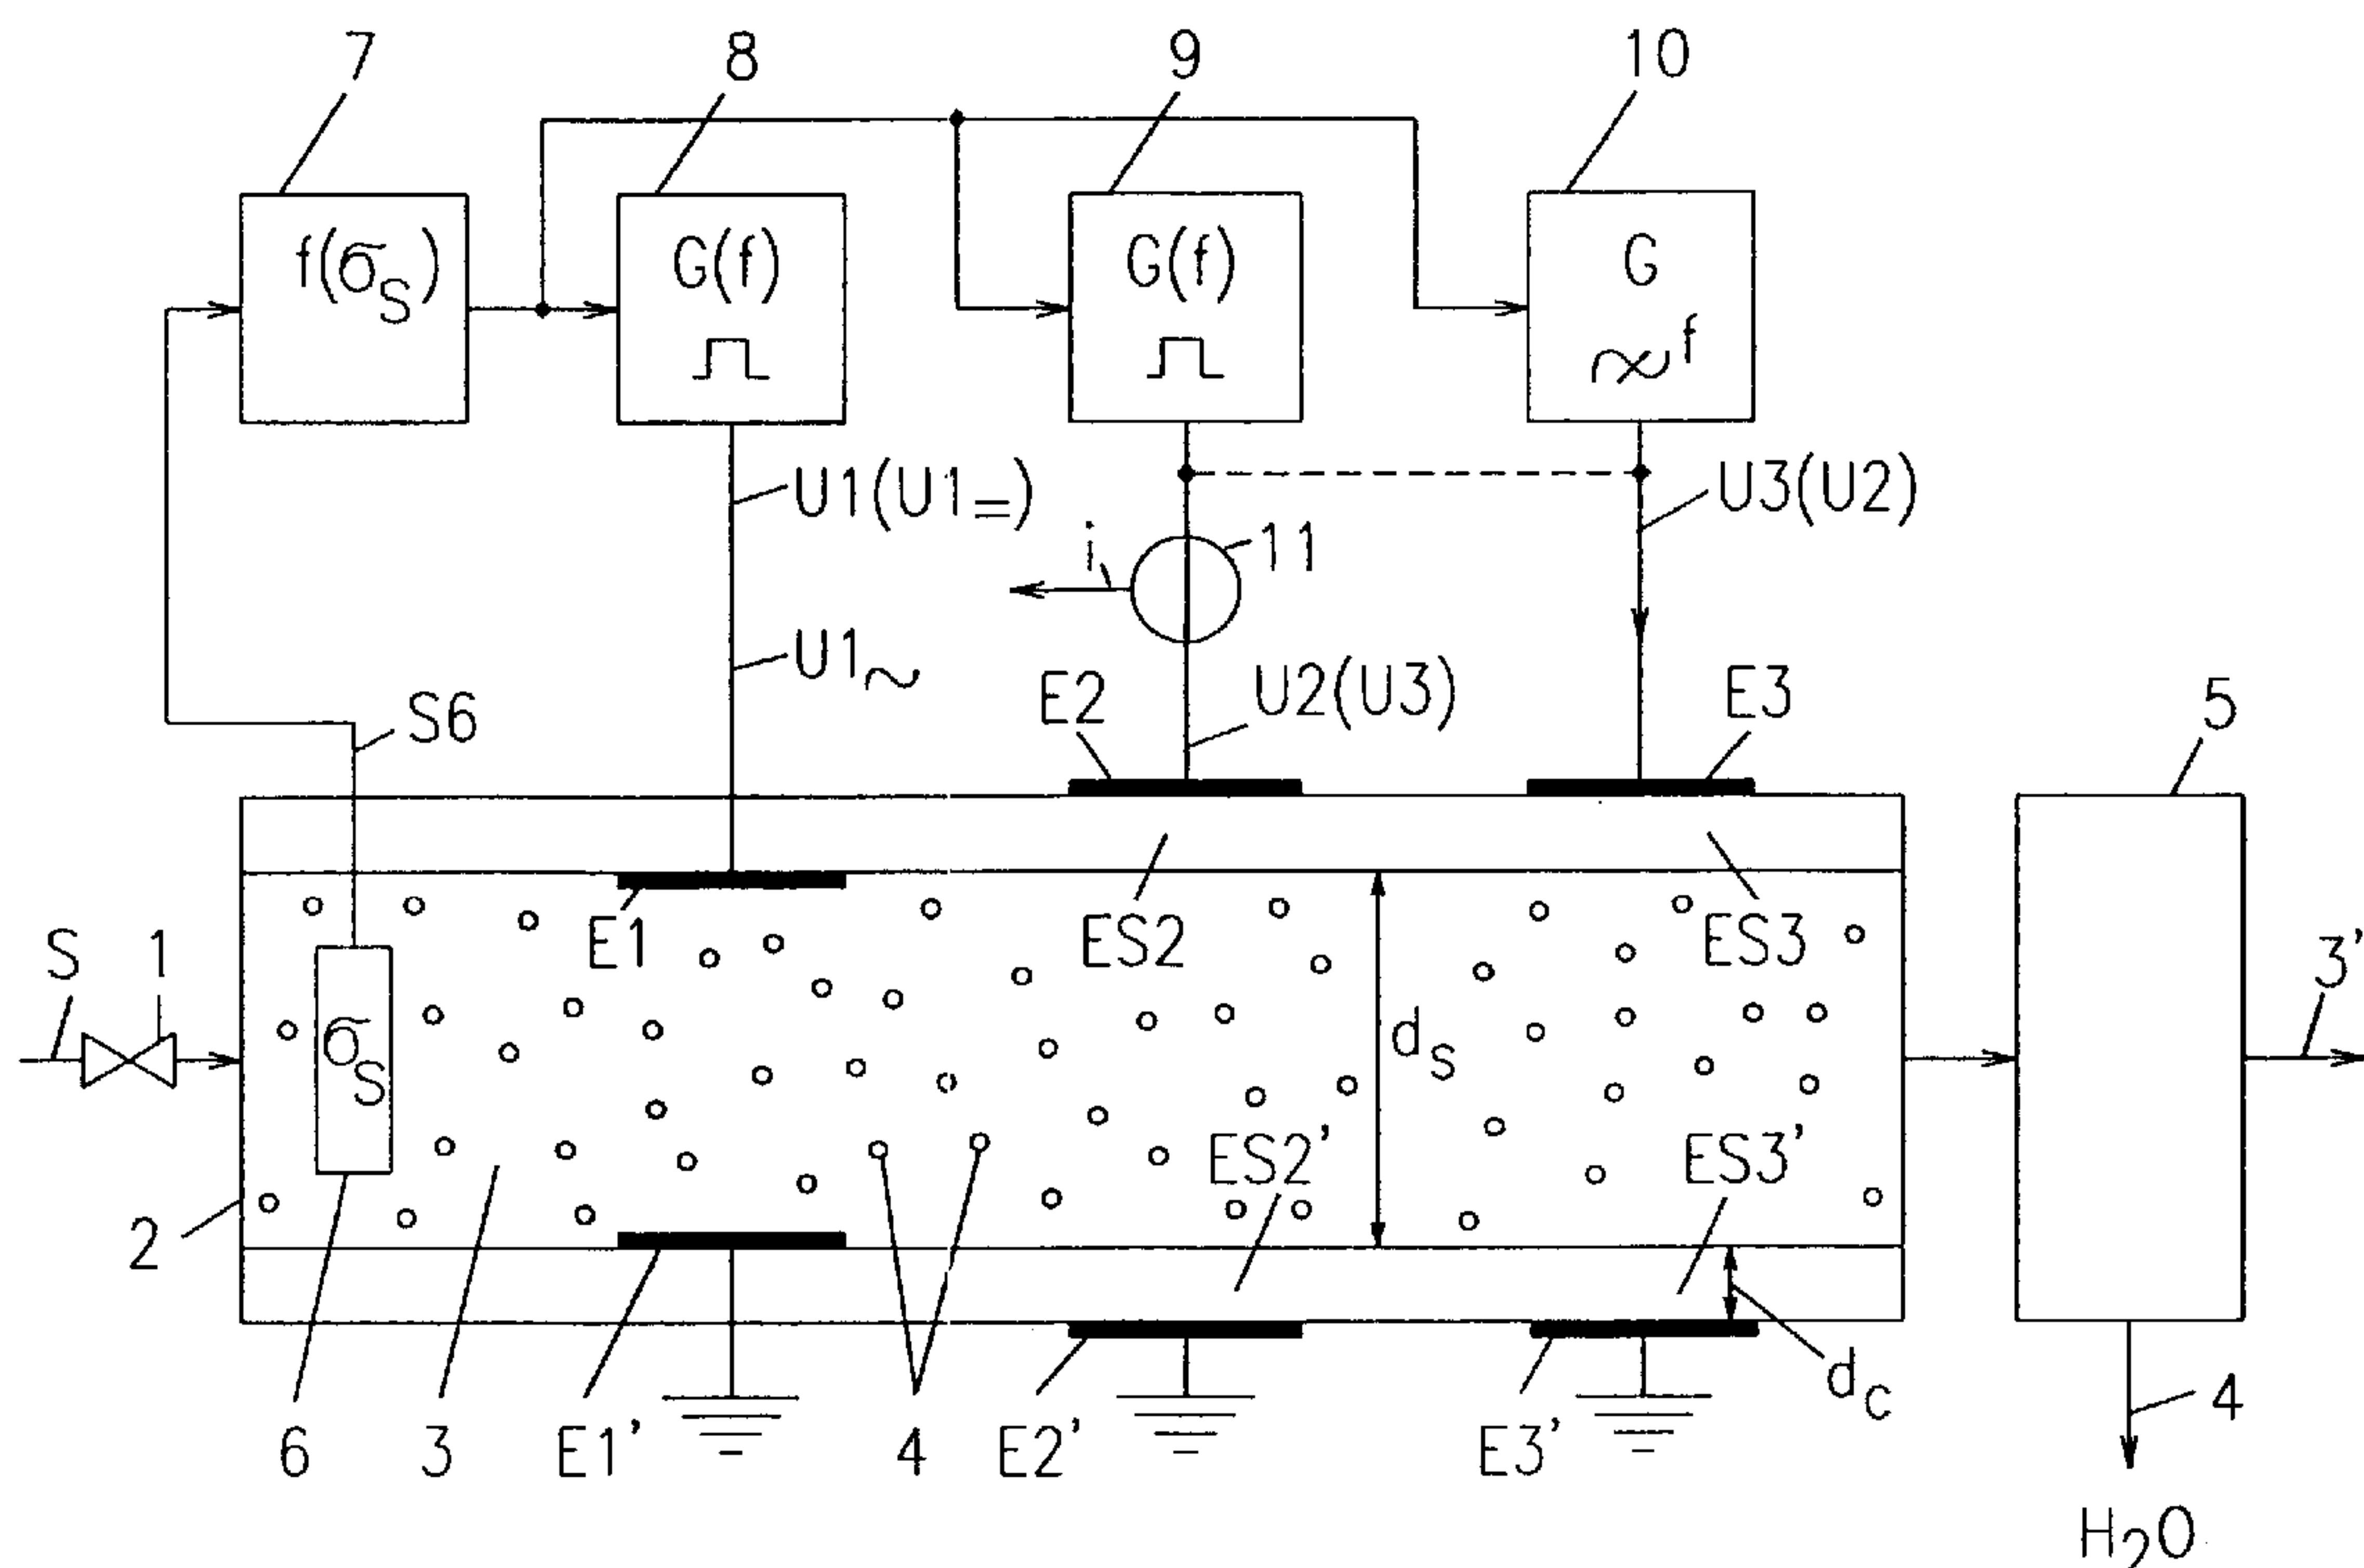 7
8
9
10
f(σS)
G(f)
G(f)
G
f
U1(U1=)
U3(U2)
i
11
U1~
E2
U2(U3)
E3
S6
5
E1
ES2
ES3
S
1
3'
σS
dS
ES2'
ES3'
2
dC
6
3
E1'
4
E2'
E3'
4
H2O